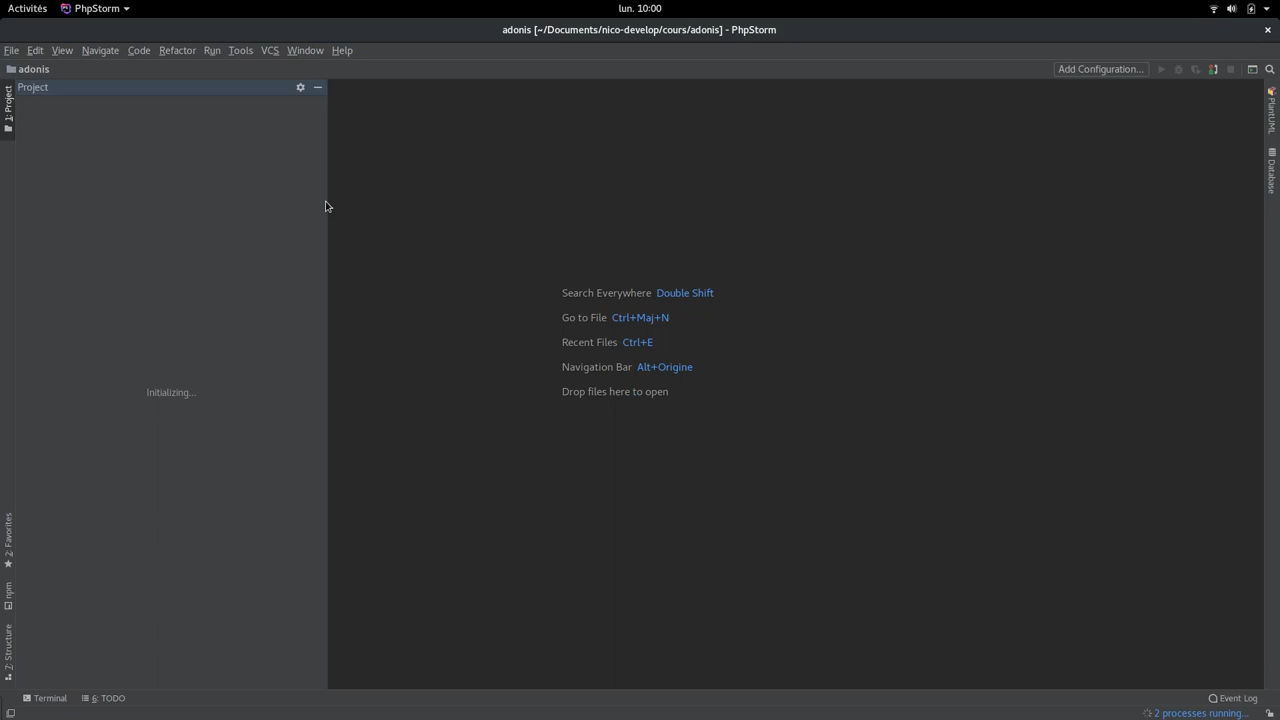 Activités PhpStorm lun. 10:00
adonis [~/Documents/nico-develop/cours/adonis] - PhpStorm
File Edit View Navigate Code Refactor Run Tools VCS Window Help
adonis Add Configuration...
Project
1: Project
PlantUML
Database
Search Everywhere Double Shift
Go to File Ctrl+Maj+N
Recent Files Ctrl+E
Navigation Bar Alt+Origine
Drop files here to open
Initializing...
2: Favorites
npm
7: Structure
Terminal 6: TODO Event Log
2 processes running...